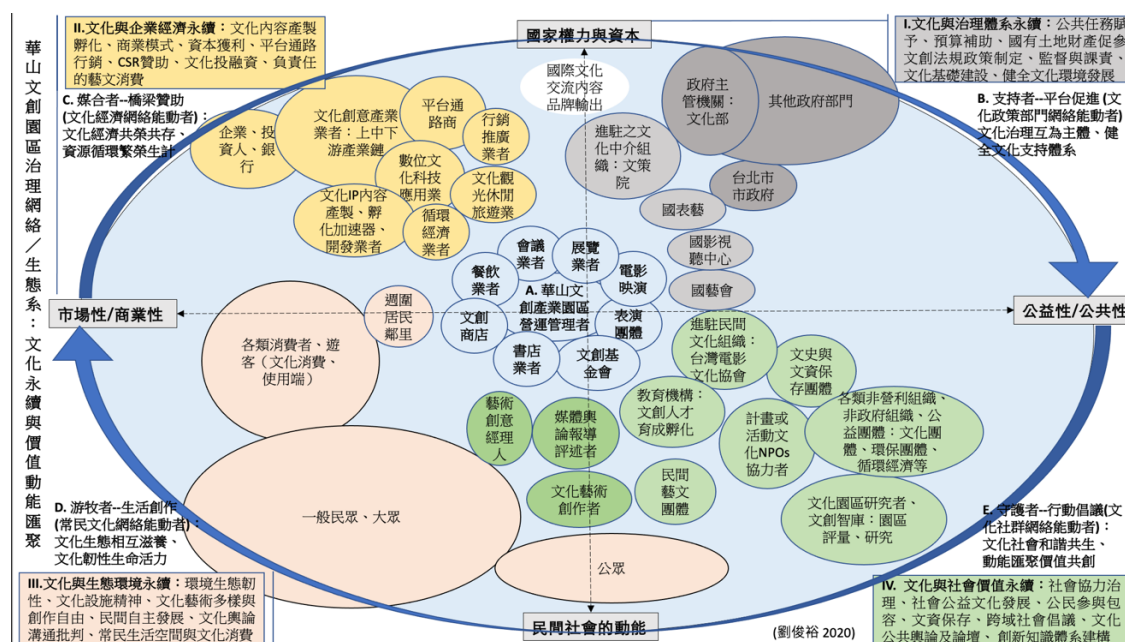 華山文創園區治理網絡／生態系：文化永續與價值動能匯聚
II.文化與企業經濟永續：文化內容產製
孵化、商業模式、資本獲利、平台通路
行銷、CSR贊助、文化投融資、負責任
的藝文消費
國家權力與資本
I.文化與治理體系永續：公共任務賦
予、預算補助、國有土地財產促參
文創法規政策制定、監督與課責、
文化基礎建設、健全文化環境發展
C. 媒合者--橋梁贊助
(文化經濟網絡能動者)：
文化經濟共榮共存、
資源循環繁榮生計
B. 支持者--平台促進 (文
化政策部門網絡能動者)
文化治理互為主體、健
全文化支持體系
國際文化
交流內容
品牌輸出
政府主
管機關：
文化部
其他政府部門
進駐之文
化中介組
織：文策
院
台北市
市政府
國表藝
國影視
聽中心
國藝會
企業、投
資人、銀
行
文化創意產業
業者：上中下
游產業鏈
平台通
路商
行銷
推廣業
者
數位文
化科技
應用業
文化觀
光休閒
旅遊業
文化IP內容
產製、孵
化加速器、
開發業者
循環
經濟
業者
會議
業者
展覽
業者
電影
映演
餐飲
業者
A. 華山文
創產業園區
營運管理者
文創
商店
表演
團體
書店
業者
文創基
金會
市場性/商業性
公益性/公共性
週圍
居民
鄰里
各類消費者、遊
客（文化消費、
使用端）
進駐民間
文化組織：
台灣電影
文化協會
文史與
文資保
存團體
教育機構：
文創人才
育成孵化
計畫或
活動文
化NPOs
協力者
各類非營利組織、
非政府組織、公
益團體：文化團
體、環保團體、
循環經濟等
藝術
創意
經理
人
媒體輿
論報導
評述者
文化藝術
創作者
民間
藝文
團體
文化園區研究者、
文創智庫：園區
評量、研究
一般民眾、大眾
公眾
D. 游牧者--生活創作
(常民文化網絡能動者)：
文化生態相互滋養、
文化韌性生命活力
E. 守護者--行動倡議(文
化社群網絡能動者)：
文化社會和諧共生、
動能匯聚價值共創
III.文化與生態環境永續：環境生態韌
性、文化設施精神、文化藝術多樣與
創作自由、民間自主發展、文化輿論
溝通批判、常民生活空間與文化消費
民間社會的動能
(劉俊裕 2020)
IV. 文化與社會價值永續：社會協力治
理、社會公益文化發展、公民參與包
容、文資保存、跨域社會倡議、文化
公共輿論及論壇、創新知識體系建構